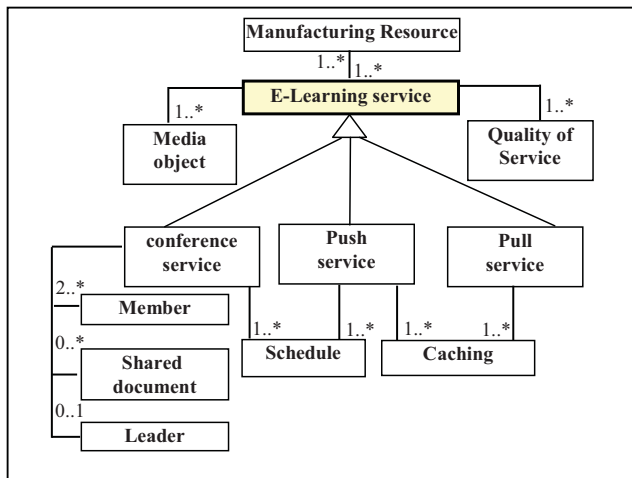 Manufacturing Resource
1..*
1..*
E-Learning service
1..*
1..*
Media
object
Quality of
Service
conference
service
Push
service
Pull
service
2..*
Member
1..*
1..*
1..*
1..*
0..*
Schedule
Caching
Shared
document
0..1
Leader